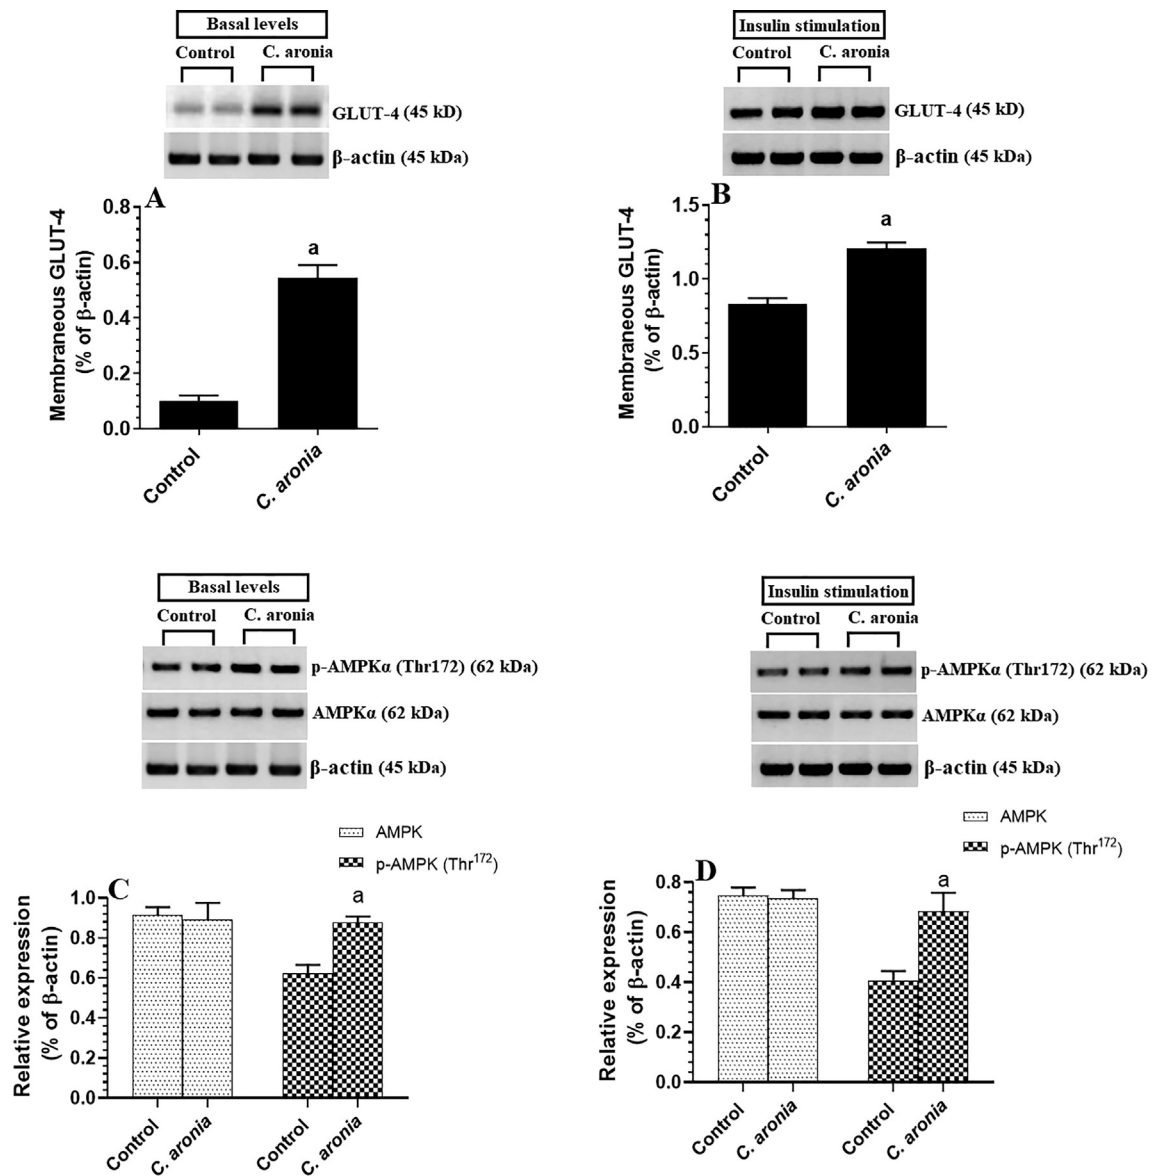 Basal levels
Control C. aronia
GLUT-4 (45 kD)
β-actin (45 kDa)
A
Membraneous GLUT-4
(% of β-actin)
0.8
0.6
0.4
0.2
0.0
a
Control
C. aronia
Insulin stimulation
Control C. aronia
GLUT-4 (45 kD)
β-actin (45 kDa)
B
Membraneous GLUT-4
(% of β-actin)
1.5
1.0
0.5
0.0
a
Control
C. aronia
Basal levels
Control C. aronia
p-AMPKα (Thr172) (62 kDa)
AMPKα (62 kDa)
β-actin (45 kDa)
AMPK
p-AMPK (Thr172)
C
Relative expression
(% of β-actin)
1.0
0.8
0.6
0.4
0.2
0.0
a
Control
C. aronia
Control
C. aronia
Insulin stimulation
Control C. aronia
p-AMPKα (Thr172) (62 kDa)
AMPKα (62 kDa)
β-actin (45 kDa)
AMPK
p-AMPK (Thr172)
D
Relative expression
(% of β-actin)
0.8
0.6
0.4
0.2
0.0
a
Control
C. aronia
Control
C. aronia